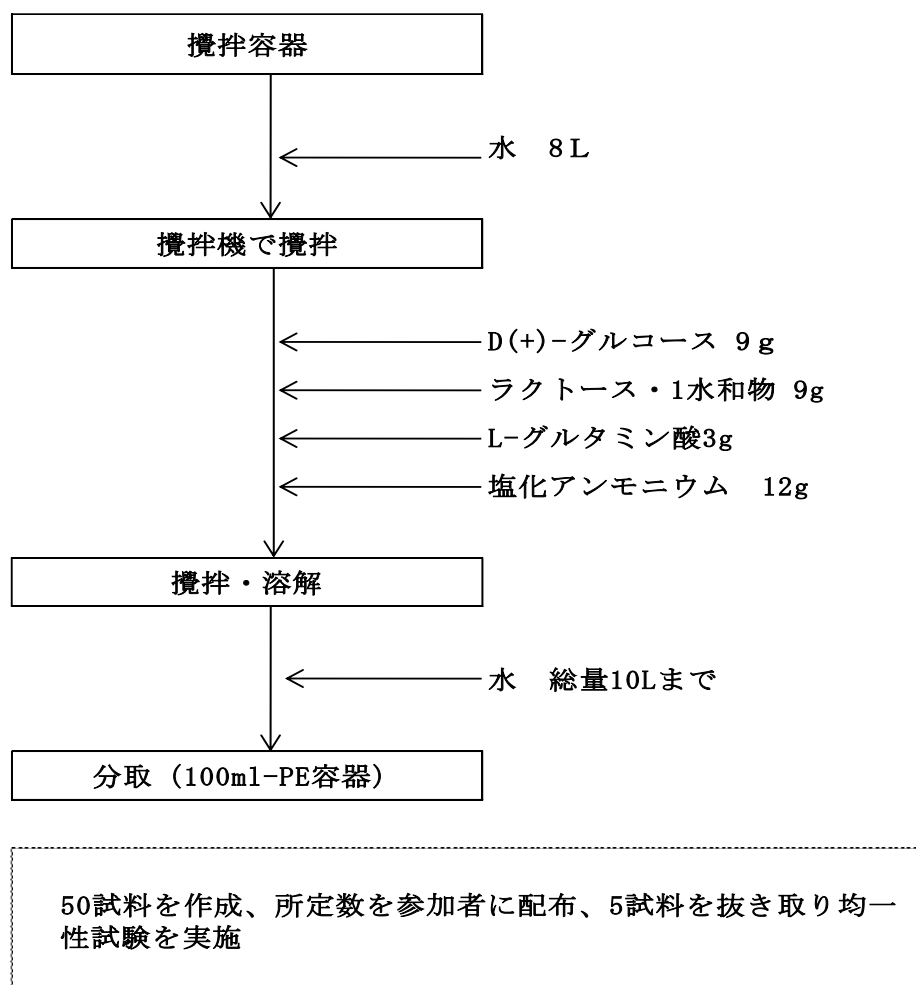 攪拌容器
水　８Ｌ
攪拌機で攪拌
D(+)-グルコース ９ｇ
ラクトース・1水和物 9g
L-グルタミン酸3g
塩化アンモニウム　12g
攪拌・溶解
水　総量10Lまで
分取（100ml-PE容器）
50試料を作成、所定数を参加者に配布、5試料を抜き取り均一
性試験を実施